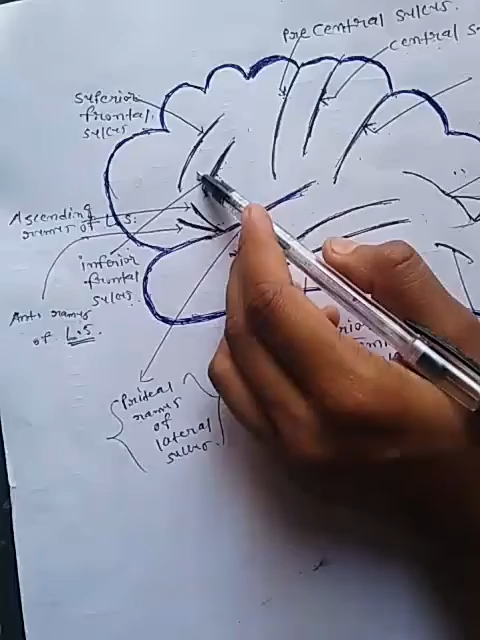 Pre Central sulcus.
Central s
superior
frontal
sulcus
Ascending
ramus of L.S.
inferior
frontal
sulcus
Ant. ramus
of L.S.
Prideal
ramus
of
lateral
sulcus